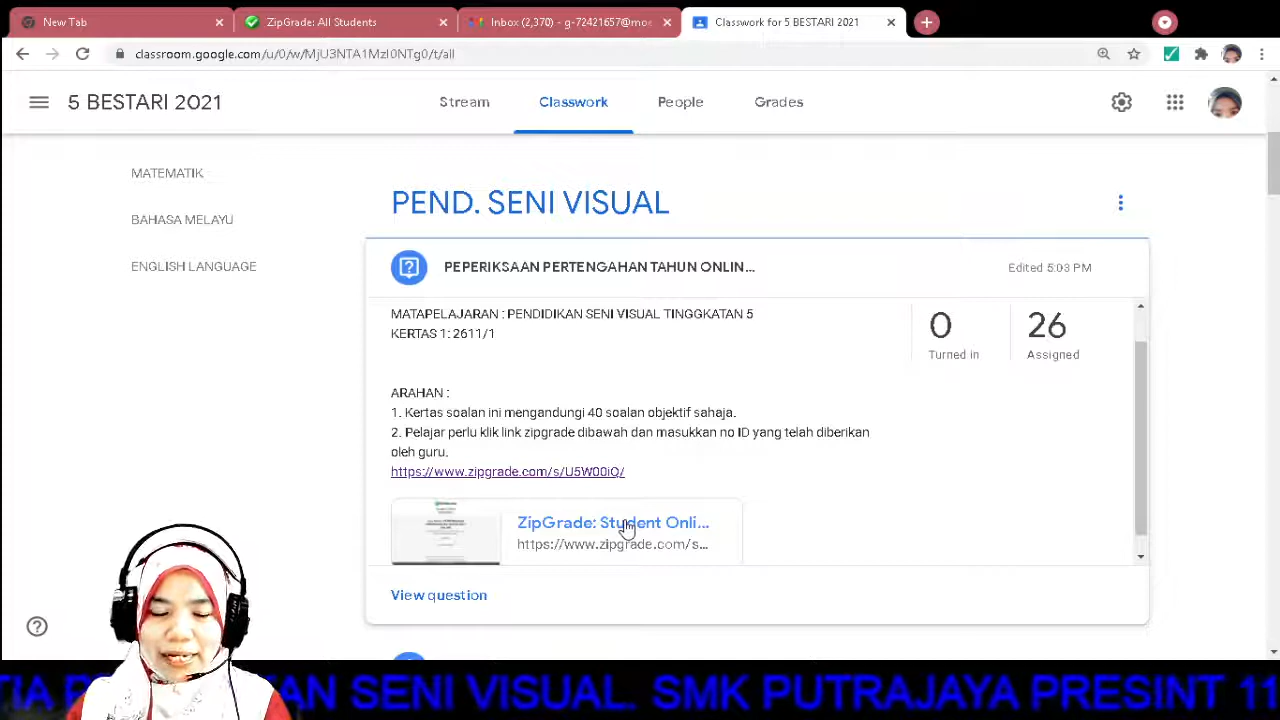 New Tab
ZipGrade: All Students
Inbox (2,370) - g-72421657@moe
Classwork for 5 BESTARI 2021
classroom.google.com/u/0/w/MjU3NTA1MzI0NTg0/t/all
5 BESTARI 2021
Stream
Classwork
People
Grades
MATEMATIK
BAHASA MELAYU
ENGLISH LANGUAGE
PEND. SENI VISUAL
PEPERIKSAAN PERTENGAHAN TAHUN ONLIN...
Edited 5:03 PM
MATAPELAJARAN : PENDIDIKAN SENI VISUAL TINGGKATAN 5
KERTAS 1: 2611/1
0
Turned in
26
Assigned
ARAHAN :
1. Kertas soalan ini mengandungi 40 soalan objektif sahaja.
2. Pelajar perlu klik link zipgrade dibawah dan masukkan no ID yang telah diberikan
oleh guru.
https://www.zipgrade.com/s/U5W00iQ/
ZipGrade: Student Onli...
https://www.zipgrade.com/s...
View question
SENI VISUAL SMK PUTRAJAYA PRESINT 11